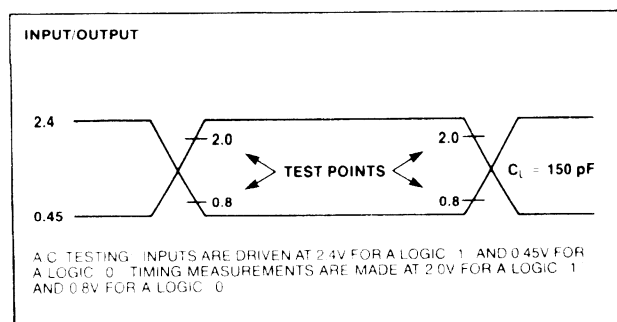 INPUT/OUTPUT
2.4
2.0
2.0
TEST POINTS
C_L = 150 pF
0.8
0.8
0.45
A C TESTING INPUTS ARE DRIVEN AT 2 4V FOR A LOGIC 1 AND 0 45V FOR
A LOGIC 0 TIMING MEASUREMENTS ARE MADE AT 2 0V FOR A LOGIC 1
AND 0 8V FOR A LOGIC 0